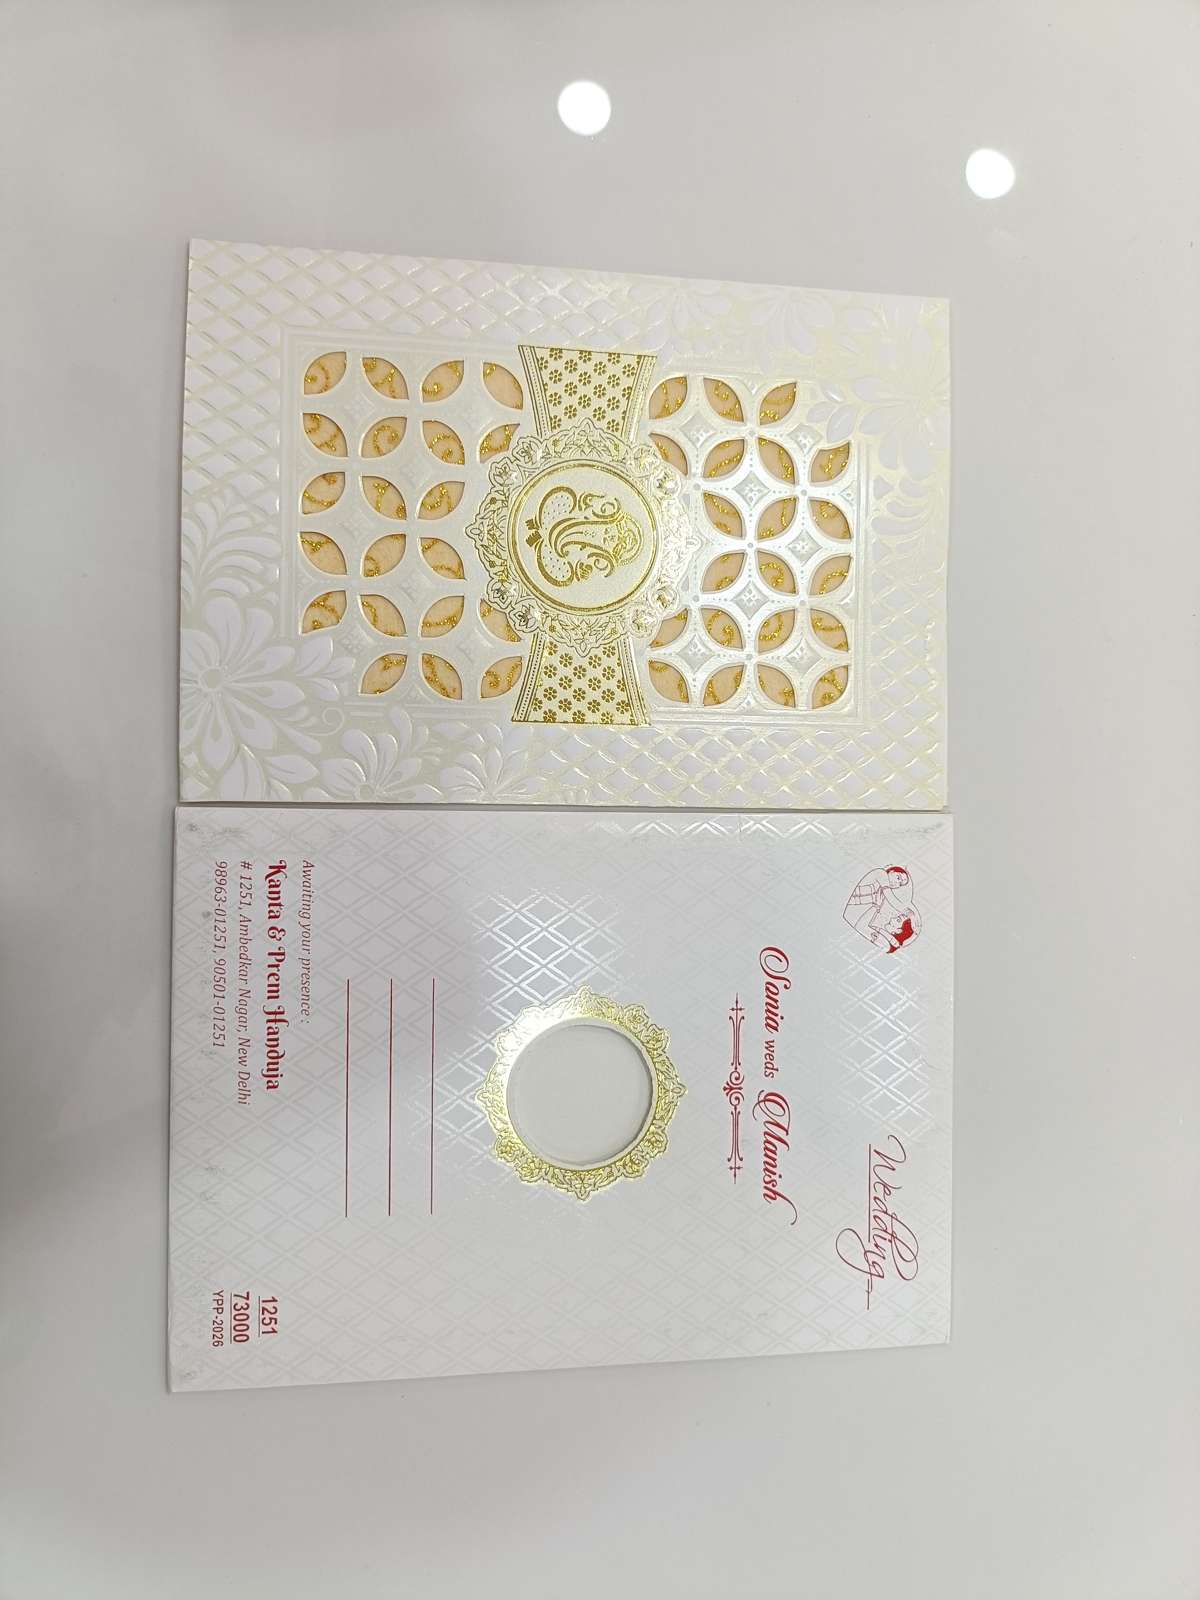 Wedding
Sonia weds Manish
Awaiting your presence :
Kanta & Prem Handuja
# 1251, Ambedkar Nagar, New Delhi
98963-01251, 90501-01251
1251
73000
YPP-2026